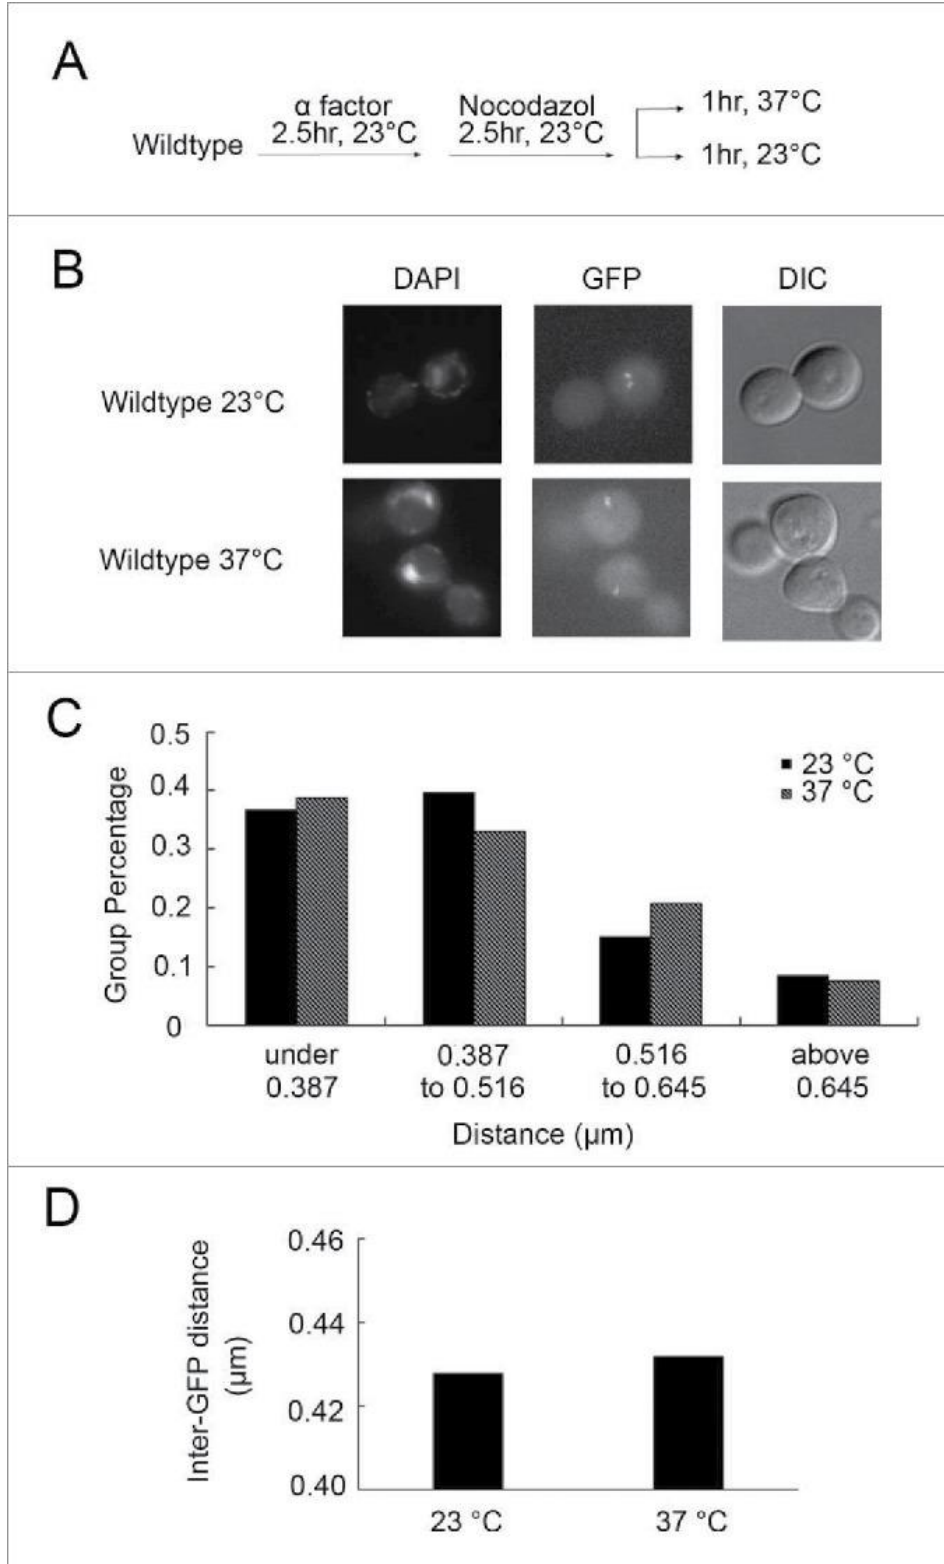 A
Wildtype
α factor
2.5hr, 23°C
Nocodazol
2.5hr, 23°C
1hr, 37°C
1hr, 23°C
B
DAPI GFP DIC
Wildtype 23°C
Wildtype 37°C
C
Group Percentage
0.5
0.4
0.3
0.2
0.1
0
23 °C
37 °C
under
0.387
0.387
to 0.516
0.516
to 0.645
above
0.645
Distance (µm)
D
Inter-GFP distance
(µm)
0.46
0.44
0.42
0.40
23 °C 37 °C